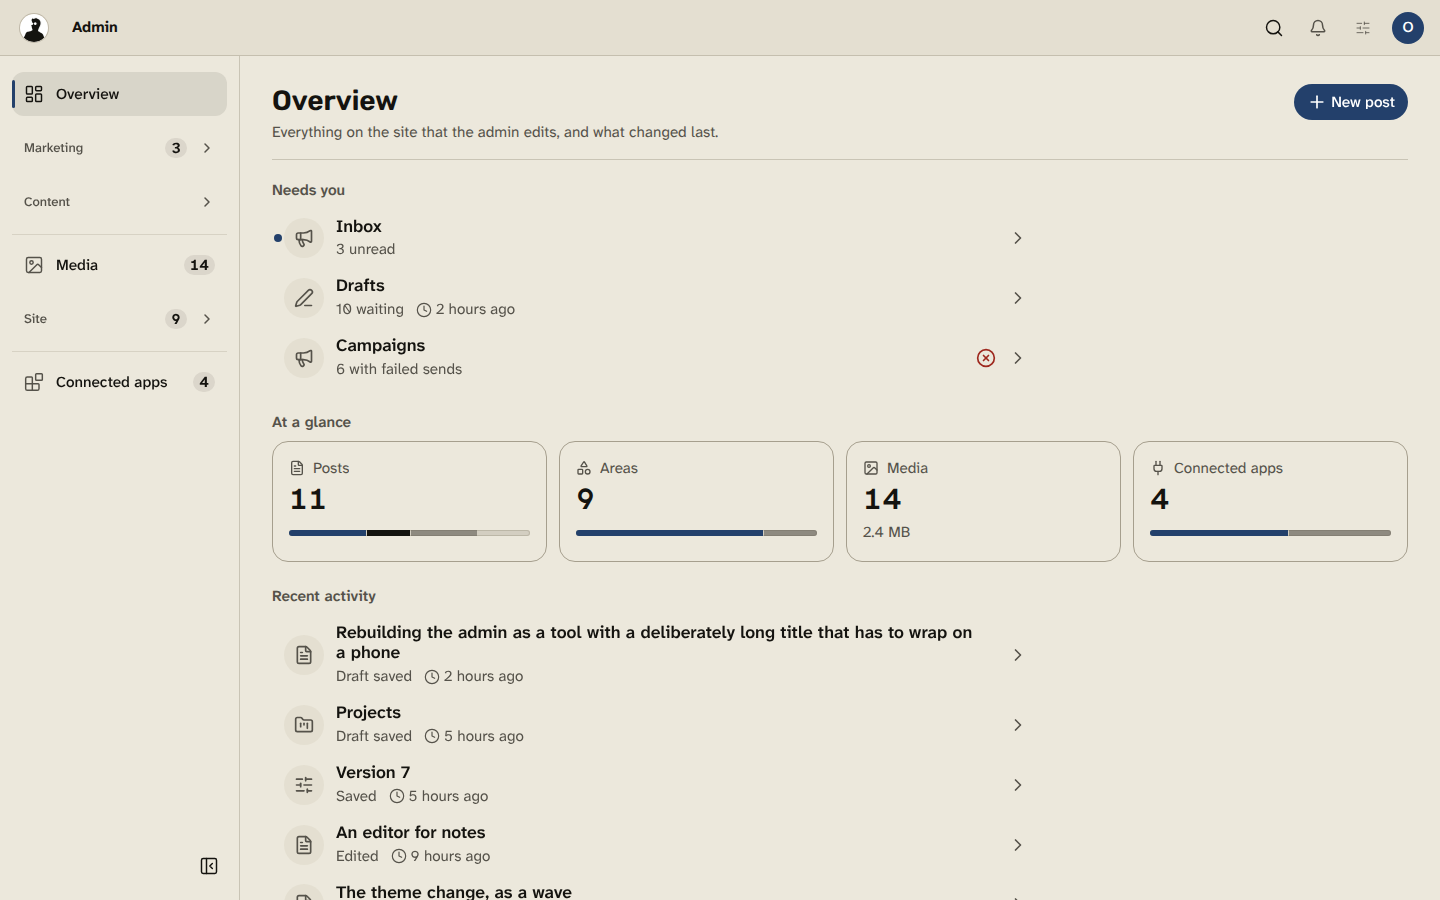 Admin
O
Overview
Marketing 3
Content
Media 14
Site 9
Connected apps 4
Overview
New post
Everything on the site that the admin edits, and what changed last.
Needs you
Inbox
3 unread
Drafts
10 waiting 2 hours ago
Campaigns
6 with failed sends
At a glance
Posts
11
Areas
9
Media
14
2.4 MB
Connected apps
4
Recent activity
Rebuilding the admin as a tool with a deliberately long title that has to wrap on
a phone
Draft saved 2 hours ago
Projects
Draft saved 5 hours ago
Version 7
Saved 5 hours ago
An editor for notes
Edited 9 hours ago
The theme change, as a wave